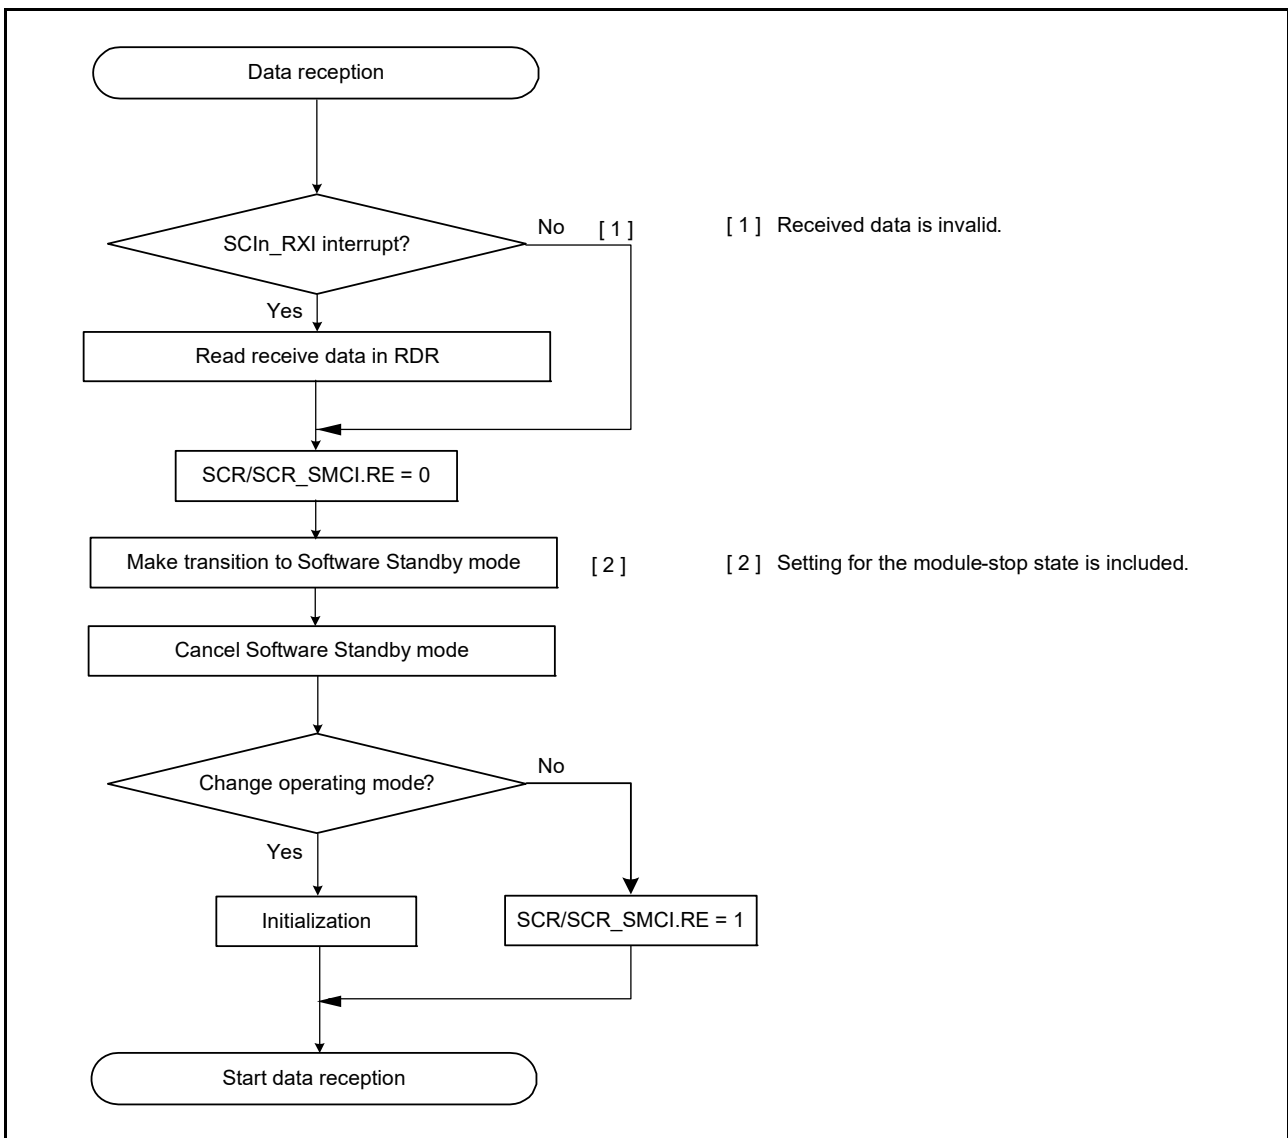 Data reception
SCIn_RXI interrupt?
No [ 1 ]
[ 1 ] Received data is invalid.
Yes
Read receive data in RDR
SCR/SCR_SMCI.RE = 0
Make transition to Software Standby mode
[ 2 ]
[ 2 ] Setting for the module-stop state is included.
Cancel Software Standby mode
Change operating mode?
No
Yes
Initialization
SCR/SCR_SMCI.RE = 1
Start data reception